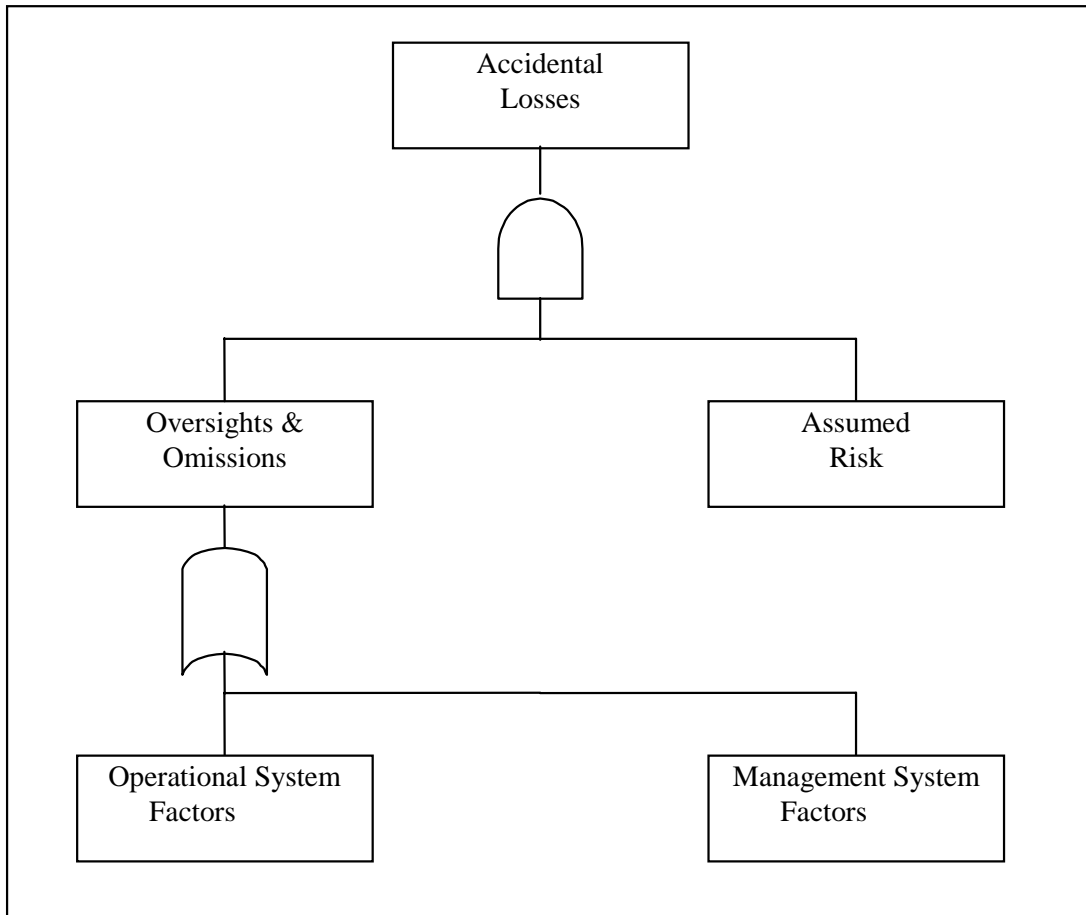 Accidental
Losses
Oversights &
Omissions
Assumed
Risk
Operational System
Factors
Management System
Factors